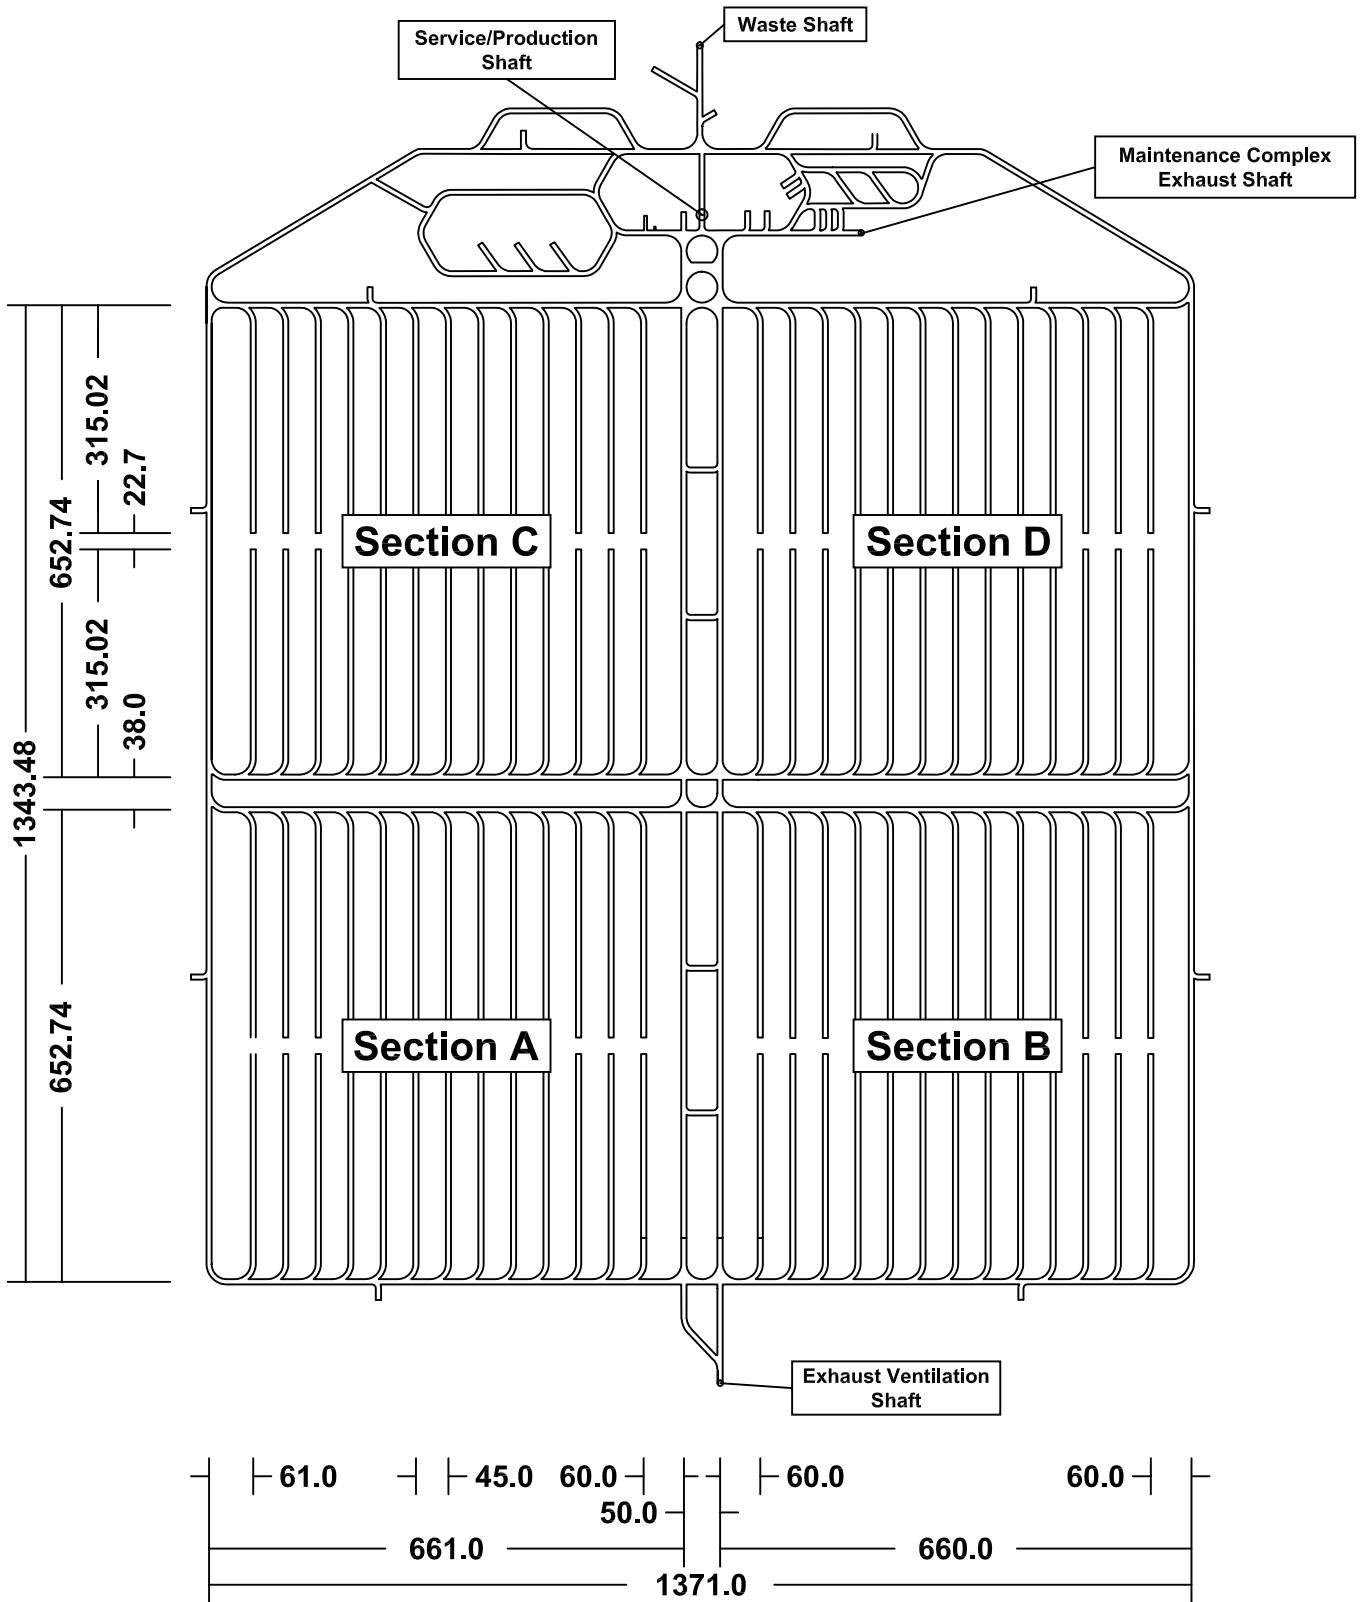 Waste Shaft
Service/Production
Shaft
Maintenance Complex
Exhaust Shaft
315.02
22.7
652.74
Section C
Section D
315.02
38.0
1343.48
652.74
Section A
Section B
Exhaust Ventilation
Shaft
61.0
45.0
60.0
60.0
60.0
50.0
661.0
660.0
1371.0